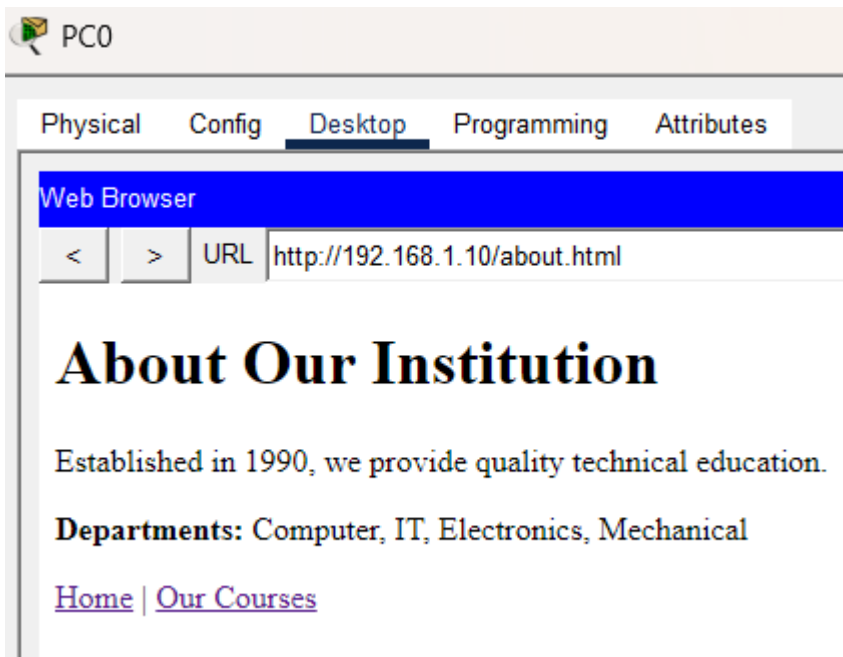 PC0
Physical Config Desktop Programming Attributes
Web Browser
< > URL http://192.168.1.10/about.html
About Our Institution
Established in 1990, we provide quality technical education.
Departments: Computer, IT, Electronics, Mechanical
Home | Our Courses